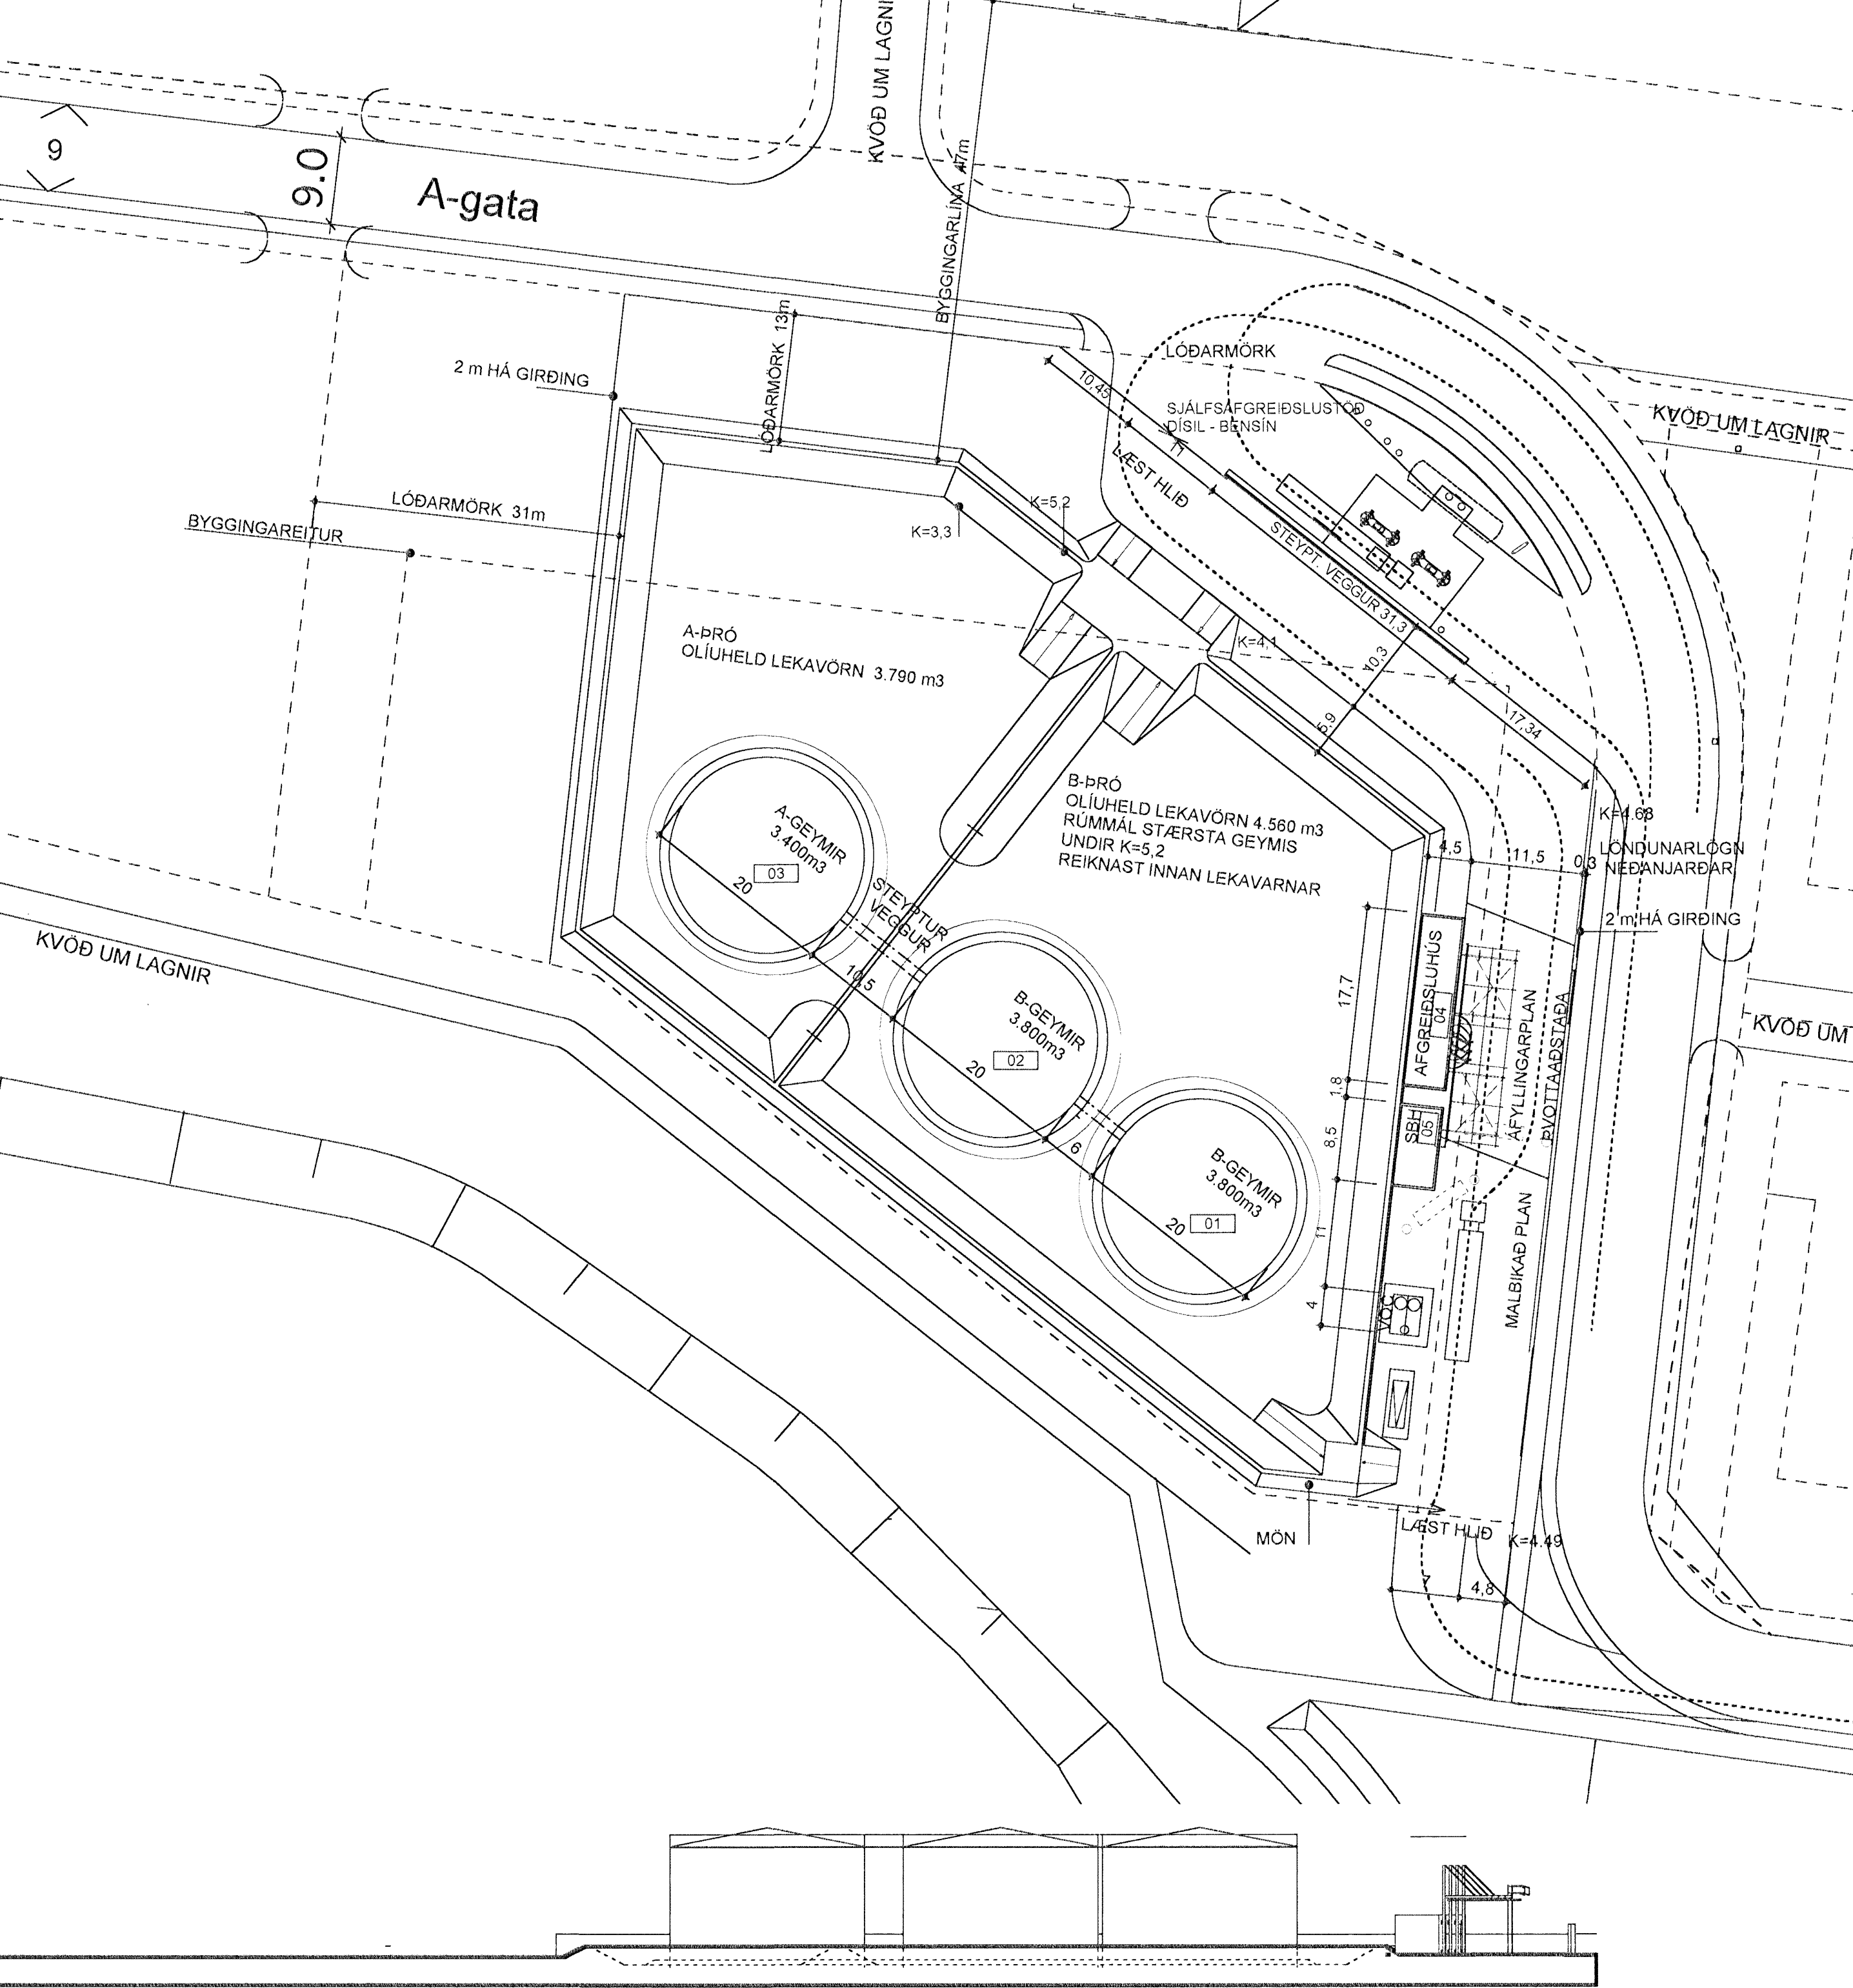 KVÖÐ UM LAGNI
9
9.0
A-gata
BYGGINGARLÍNA 47m
LÓÐARMÖRK 13m
2 m HÁ GIRÐING
LÓÐARMÖRK
10,45
SJÁLFSAFGREIÐSLUSTÖÐ
DÍSIL - BENSÍN
11
LÆST HLIÐ
KVÖÐ UM LAGNIR
LÓÐARMÖRK 31m
BYGGINGAREITUR
K=3,3
K=5,2
STEYPT. VEGGUR 31,3
K=4,1
10,3
5,9
17,34
A-ÞRÓ
OLÍUHELD LEKAVÖRN 3.790 m3
B-ÞRÓ
OLÍUHELD LEKAVÖRN 4.560 m3
RÚMMÁL STÆRSTA GEYMIS
UNDIR K=5,2
REIKNAST INNAN LEKAVARNAR
K=4.63
LÖNDUNARLÖGN
NEÐANJARÐAR
4,5
11,5
0,3
2 m HÁ GIRÐING
A-GEYMIR
3.400m3
03
20
STEYPTUR
VEGGUR
10,5
KVÖÐ UM LAGNIR
B-GEYMIR
3.800m3
02
20
6
B-GEYMIR
3.800m3
01
20
17,7
1,8
8,5
11
4
AFGREIÐSLUHÚS
04
SBH
05
VOC
ÁFYLLINGARPLAN
ÞVOTTAAÐSTAÐA
MALBIKAÐ PLAN
KVÖÐ UM
MÖN
LÆST HLIÐ
K=4.49
7
4,8